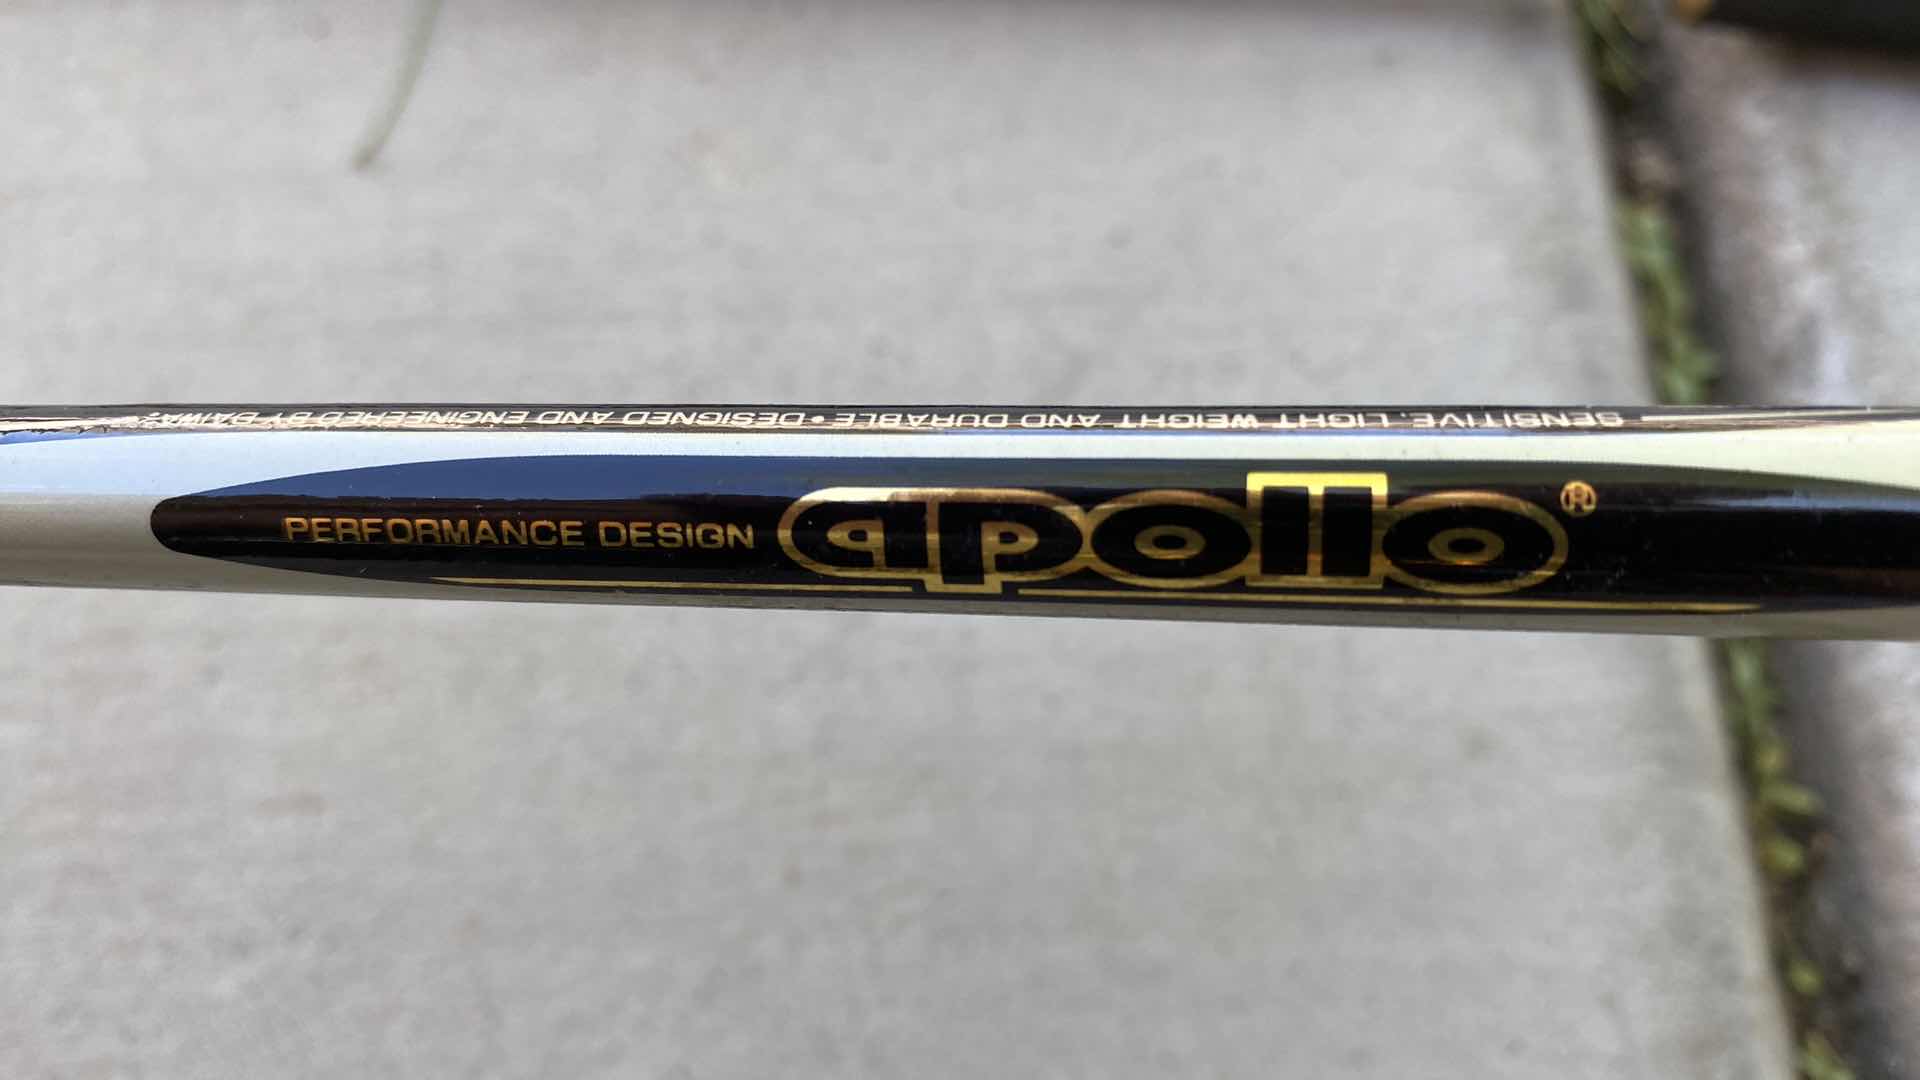 SENSITIVE, LIGHT WEIGHT AND DURABLE • DESIGNED AND ENGINEERED BY DAIWA.
PERFORMANCE DESIGN apollo®